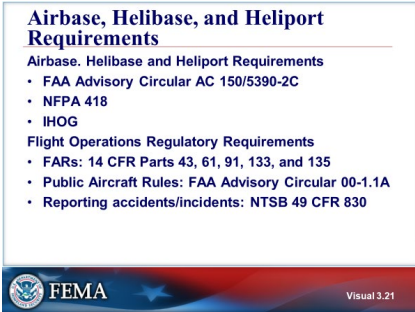 Airbase, Helibase, and Heliport
Requirements
Airbase. Helibase and Heliport Requirements
• FAA Advisory Circular AC 150/5390-2C
• NFPA 418
• IHOG
Flight Operations Regulatory Requirements
• FARs: 14 CFR Parts 43, 61, 91, 133, and 135
• Public Aircraft Rules: FAA Advisory Circular 00-1.1A
• Reporting accidents/incidents: NTSB 49 CFR 830
FEMA
Visual 3.21